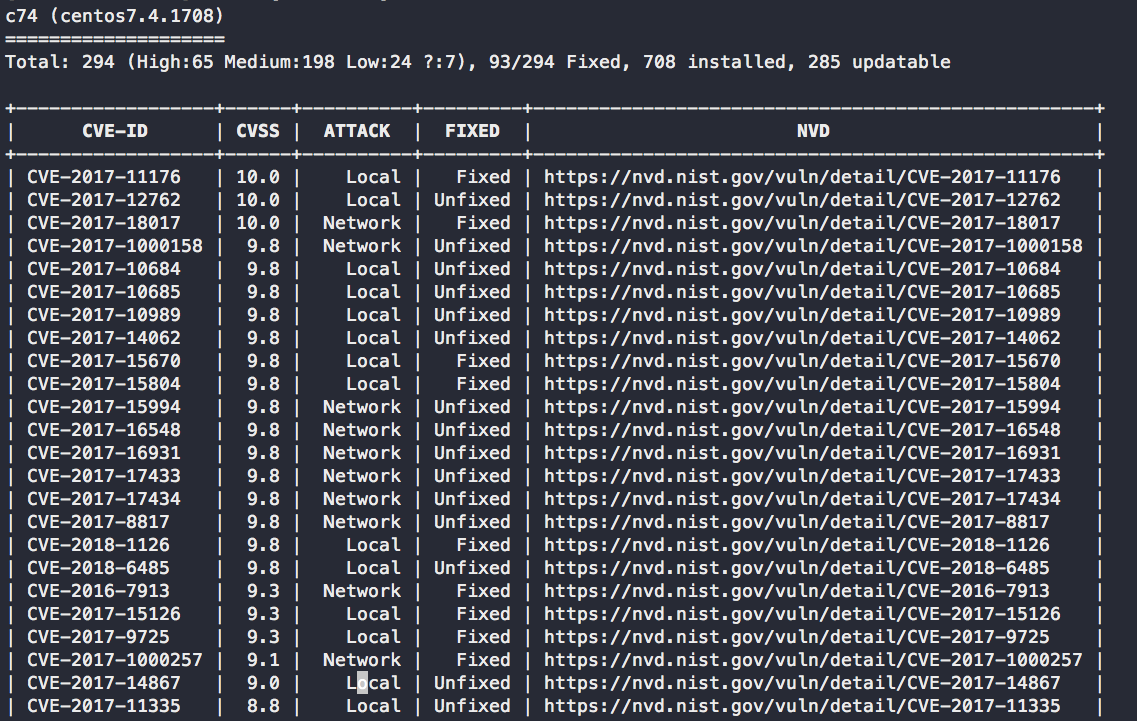 c74 (centos7.4.1708)
====================
Total: 294 (High:65 Medium:198 Low:24 ?:7), 93/294 Fixed, 708 installed, 285 updatable
+------------------+------+----------+---------+---------------------------------------------------+
| CVE-ID | CVSS | ATTACK | FIXED | NVD |
+------------------+------+----------+---------+---------------------------------------------------+
| CVE-2017-11176 | 10.0 | Local | Fixed | https://nvd.nist.gov/vuln/detail/CVE-2017-11176 |
| CVE-2017-12762 | 10.0 | Local | Unfixed | https://nvd.nist.gov/vuln/detail/CVE-2017-12762 |
| CVE-2017-18017 | 10.0 | Network | Fixed | https://nvd.nist.gov/vuln/detail/CVE-2017-18017 |
| CVE-2017-1000158 | 9.8 | Network | Unfixed | https://nvd.nist.gov/vuln/detail/CVE-2017-1000158 |
| CVE-2017-10684 | 9.8 | Local | Unfixed | https://nvd.nist.gov/vuln/detail/CVE-2017-10684 |
| CVE-2017-10685 | 9.8 | Local | Unfixed | https://nvd.nist.gov/vuln/detail/CVE-2017-10685 |
| CVE-2017-10989 | 9.8 | Local | Unfixed | https://nvd.nist.gov/vuln/detail/CVE-2017-10989 |
| CVE-2017-14062 | 9.8 | Local | Unfixed | https://nvd.nist.gov/vuln/detail/CVE-2017-14062 |
| CVE-2017-15670 | 9.8 | Local | Fixed | https://nvd.nist.gov/vuln/detail/CVE-2017-15670 |
| CVE-2017-15804 | 9.8 | Local | Fixed | https://nvd.nist.gov/vuln/detail/CVE-2017-15804 |
| CVE-2017-15994 | 9.8 | Network | Unfixed | https://nvd.nist.gov/vuln/detail/CVE-2017-15994 |
| CVE-2017-16548 | 9.8 | Network | Unfixed | https://nvd.nist.gov/vuln/detail/CVE-2017-16548 |
| CVE-2017-16931 | 9.8 | Network | Unfixed | https://nvd.nist.gov/vuln/detail/CVE-2017-16931 |
| CVE-2017-17433 | 9.8 | Network | Unfixed | https://nvd.nist.gov/vuln/detail/CVE-2017-17433 |
| CVE-2017-17434 | 9.8 | Network | Unfixed | https://nvd.nist.gov/vuln/detail/CVE-2017-17434 |
| CVE-2017-8817 | 9.8 | Network | Unfixed | https://nvd.nist.gov/vuln/detail/CVE-2017-8817 |
| CVE-2018-1126 | 9.8 | Local | Fixed | https://nvd.nist.gov/vuln/detail/CVE-2018-1126 |
| CVE-2018-6485 | 9.8 | Local | Unfixed | https://nvd.nist.gov/vuln/detail/CVE-2018-6485 |
| CVE-2016-7913 | 9.3 | Network | Fixed | https://nvd.nist.gov/vuln/detail/CVE-2016-7913 |
| CVE-2017-15126 | 9.3 | Local | Fixed | https://nvd.nist.gov/vuln/detail/CVE-2017-15126 |
| CVE-2017-9725 | 9.3 | Local | Fixed | https://nvd.nist.gov/vuln/detail/CVE-2017-9725 |
| CVE-2017-1000257 | 9.1 | Network | Fixed | https://nvd.nist.gov/vuln/detail/CVE-2017-1000257 |
| CVE-2017-14867 | 9.0 | Local | Unfixed | https://nvd.nist.gov/vuln/detail/CVE-2017-14867 |
| CVE-2017-11335 | 8.8 | Local | Unfixed | https://nvd.nist.gov/vuln/detail/CVE-2017-11335 |